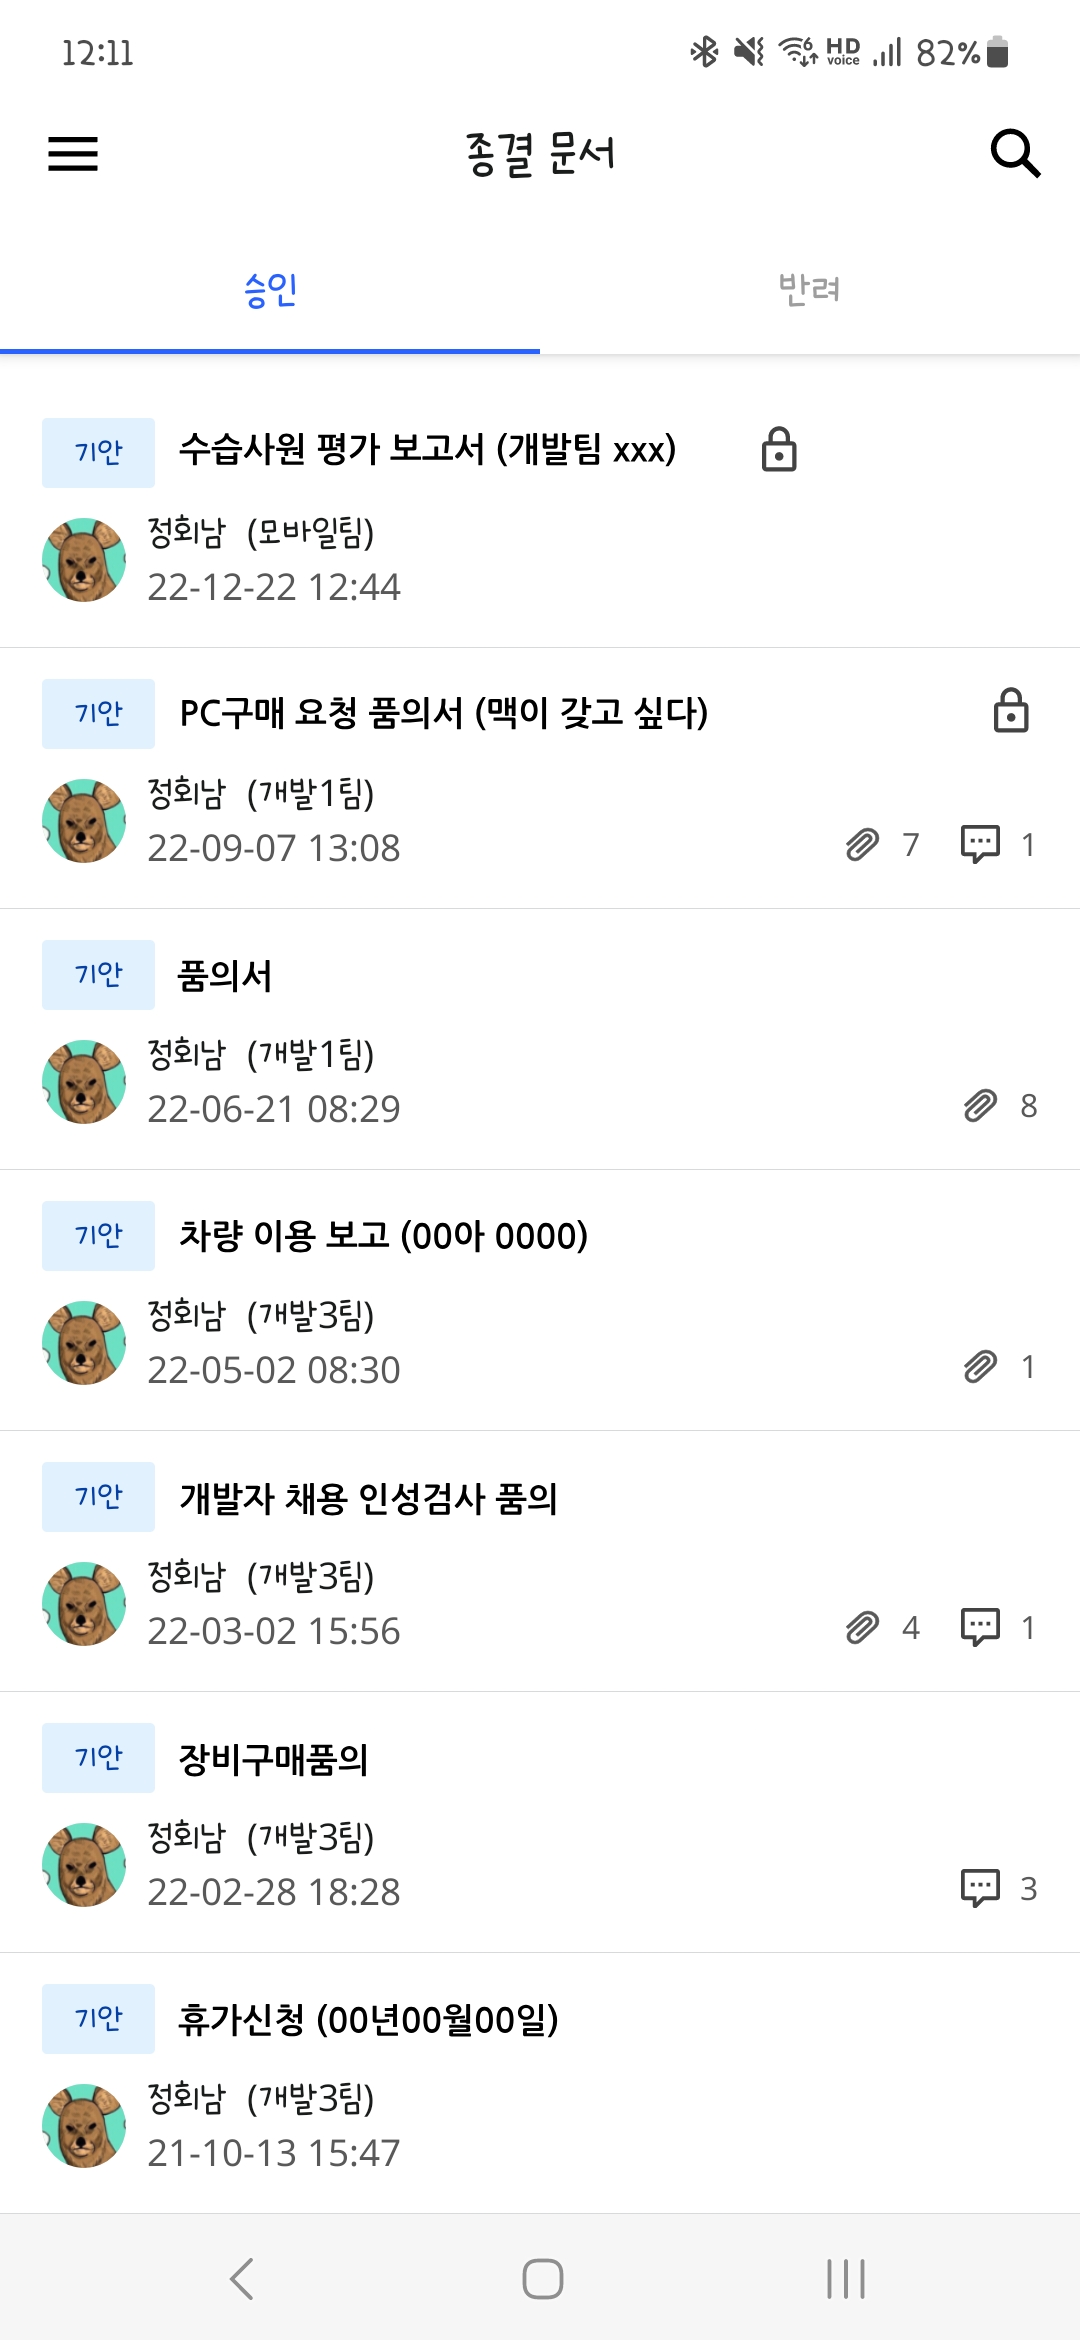 12:11
6 HD voice 82%
종결 문서
승인 반려
기안 수습사원 평가 보고서 (개발팀 xxx)
정회남 (모바일팀)
22-12-22 12:44
기안 PC구매 요청 품의서 (맥이 갖고 싶다)
정회남 (개발1팀)
22-09-07 13:08 7 1
기안 품의서
정회남 (개발1팀)
22-06-21 08:29 8
기안 차량 이용 보고 (00아 0000)
정회남 (개발3팀)
22-05-02 08:30 1
기안 개발자 채용 인성검사 품의
정회남 (개발3팀)
22-03-02 15:56 4 1
기안 장비구매품의
정회남 (개발3팀)
22-02-28 18:28 3
기안 휴가신청 (00년00월00일)
정회남 (개발3팀)
21-10-13 15:47